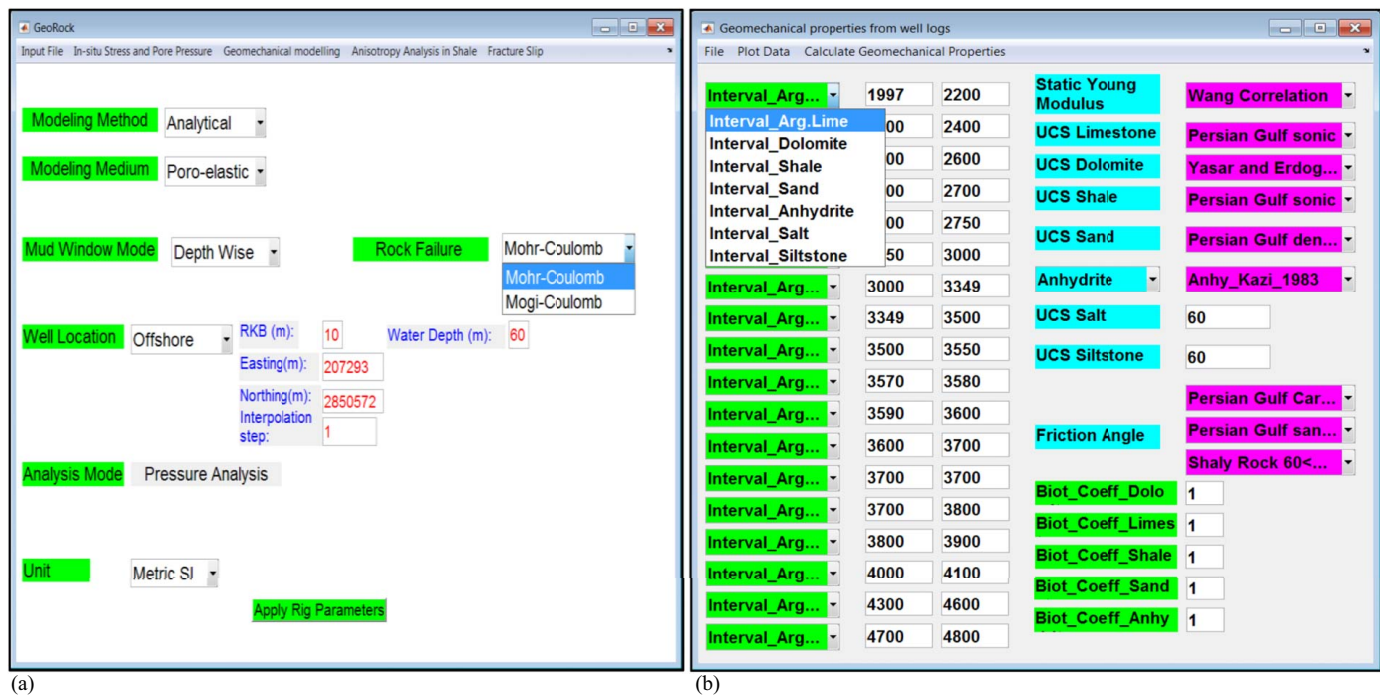 GeoRock
Input File In-situ Stress and Pore Pressure Geomechanical modelling Anisotropy Analysis in Shale Fracture Slip
Modeling Method Analytical
Modeling Medium Poro-elastic
Mud Window Mode Depth Wise Rock Failure Mohr-Coulomb
Mohr-Coulomb
Mogi-Coulomb
Well Location Offshore RKB (m): 10 Water Depth (m): 60
Easting(m): 207293
Northing(m): 2850572
Interpolation
step: 1
Analysis Mode Pressure Analysis
Unit Metric SI
Apply Rig Parameters
(a)
Geomechanical properties from well logs
File Plot Data Calculate Geomechanical Properties
Interval_Arg... 1997 2200
Interval_Arg.Lime
Interval_Dolomite
Interval_Shale
Interval_Sand
Interval_Anhydrite
Interval_Salt
Interval_Siltstone
00 2400
00 2600
00 2700
00 2750
50 3000
Interval_Arg... 3000 3349
Interval_Arg... 3349 3500
Interval_Arg... 3500 3550
Interval_Arg... 3570 3580
Interval_Arg... 3590 3600
Interval_Arg... 3600 3700
Interval_Arg... 3700 3700
Interval_Arg... 3700 3800
Interval_Arg... 3800 3900
Interval_Arg... 4000 4100
Interval_Arg... 4300 4600
Interval_Arg... 4700 4800
Static Young
Modulus Wang Correlation
UCS Limestone Persian Gulf sonic
UCS Dolomite Yasar and Erdog...
UCS Shale Persian Gulf sonic
UCS Sand Persian Gulf den...
Anhydrite Anhy_Kazi_1983
UCS Salt 60
UCS Siltstone 60
Persian Gulf Car...
Friction Angle Persian Gulf san...
Shaly Rock 60<...
Biot_Coeff_Dolo 1
Biot_Coeff_Limes 1
Biot_Coeff_Shale 1
Biot_Coeff_Sand 1
Biot_Coeff_Anhy 1
(b)